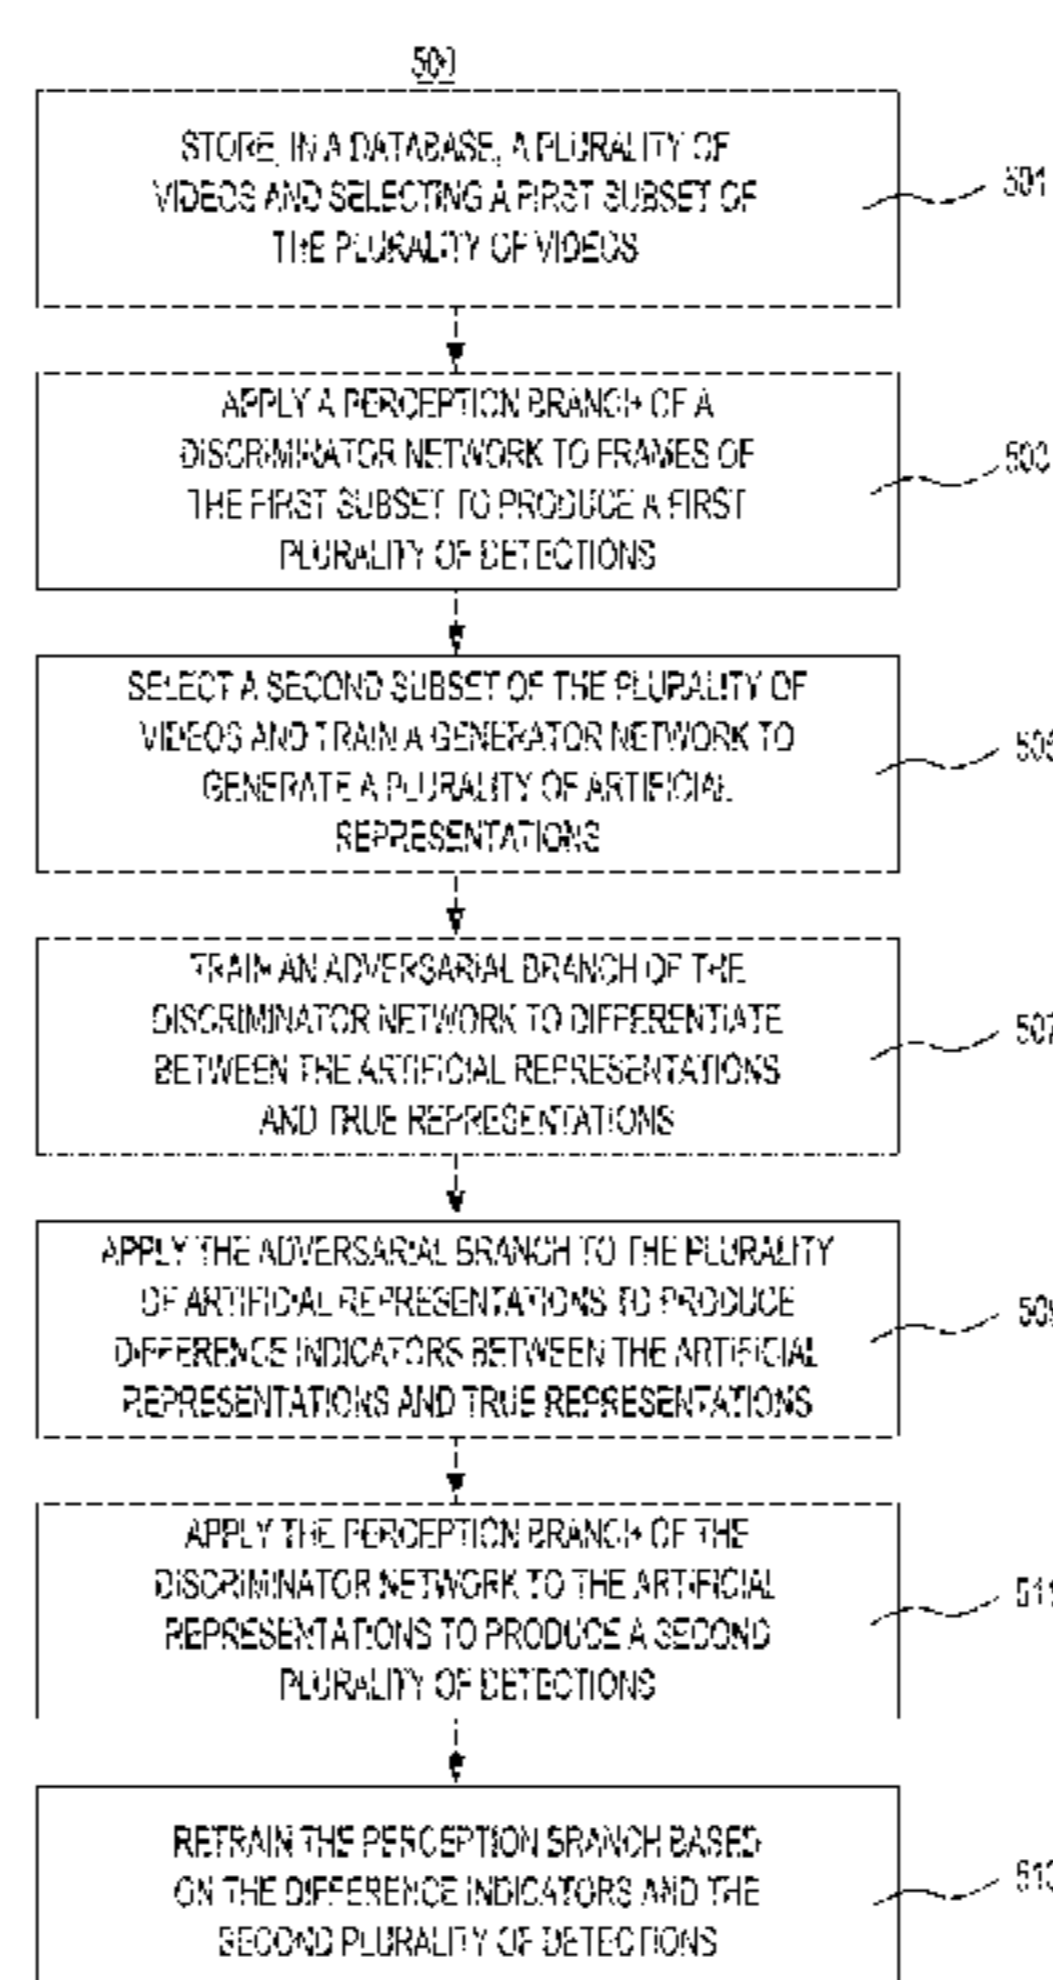 500
STORE, IN A DATABASE, A PLURALITY OF
VIDEOS AND SELECTING A FIRST SUBSET OF
THE PLURALITY OF VIDEOS
501
APPLY A PERCEPTION BRANCH OF A
DISCRIMINATOR NETWORK TO FRAMES OF
THE FIRST SUBSET TO PRODUCE A FIRST
PLURALITY OF DETECTIONS
503
SELECT A SECOND SUBSET OF THE PLURALITY OF
VIDEOS AND TRAIN A GENERATOR NETWORK TO
GENERATE A PLURALITY OF ARTIFICIAL
REPRESENTATIONS
505
TRAIN AN ADVERSARIAL BRANCH OF THE
DISCRIMINATOR NETWORK TO DIFFERENTIATE
BETWEEN THE ARTIFICIAL REPRESENTATIONS
AND TRUE REPRESENTATIONS
507
APPLY THE ADVERSARIAL BRANCH TO THE PLURALITY
OF ARTIFICIAL REPRESENTATIONS TO PRODUCE
DIFFERENCE INDICATORS BETWEEN THE ARTIFICIAL
REPRESENTATIONS AND TRUE REPRESENTATIONS
509
APPLY THE PERCEPTION BRANCH OF THE
DISCRIMINATOR NETWORK TO THE ARTIFICIAL
REPRESENTATIONS TO PRODUCE A SECOND
PLURALITY OF DETECTIONS
511
RETRAIN THE PERCEPTION BRANCH BASED
ON THE DIFFERENCE INDICATORS AND THE
SECOND PLURALITY OF DETECTIONS
513